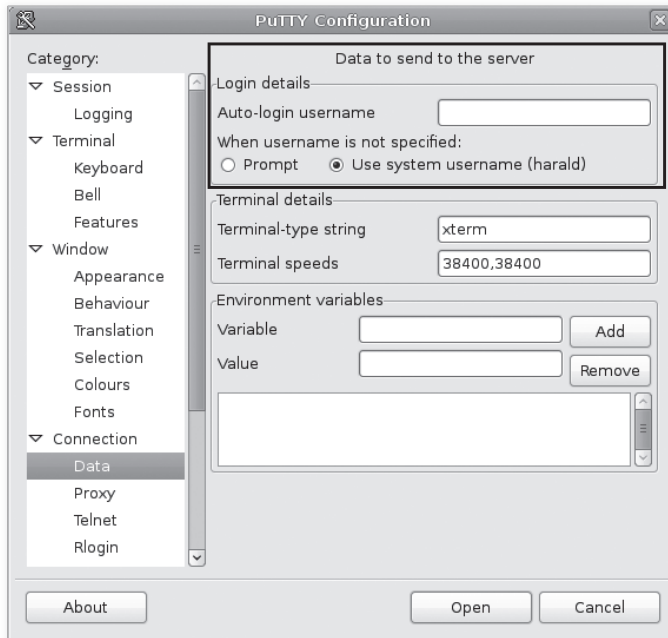 PuTTY Configuration
Category:
Session
Logging
Terminal
Keyboard
Bell
Features
Window
Appearance
Behaviour
Translation
Selection
Colours
Fonts
Connection
Data
Proxy
Telnet
Rlogin
Data to send to the server
Login details
Auto-login username
When username is not specified:
Prompt Use system username (harald)
Terminal details
Terminal-type string xterm
Terminal speeds 38400,38400
Environment variables
Variable Add
Value Remove
About Open Cancel